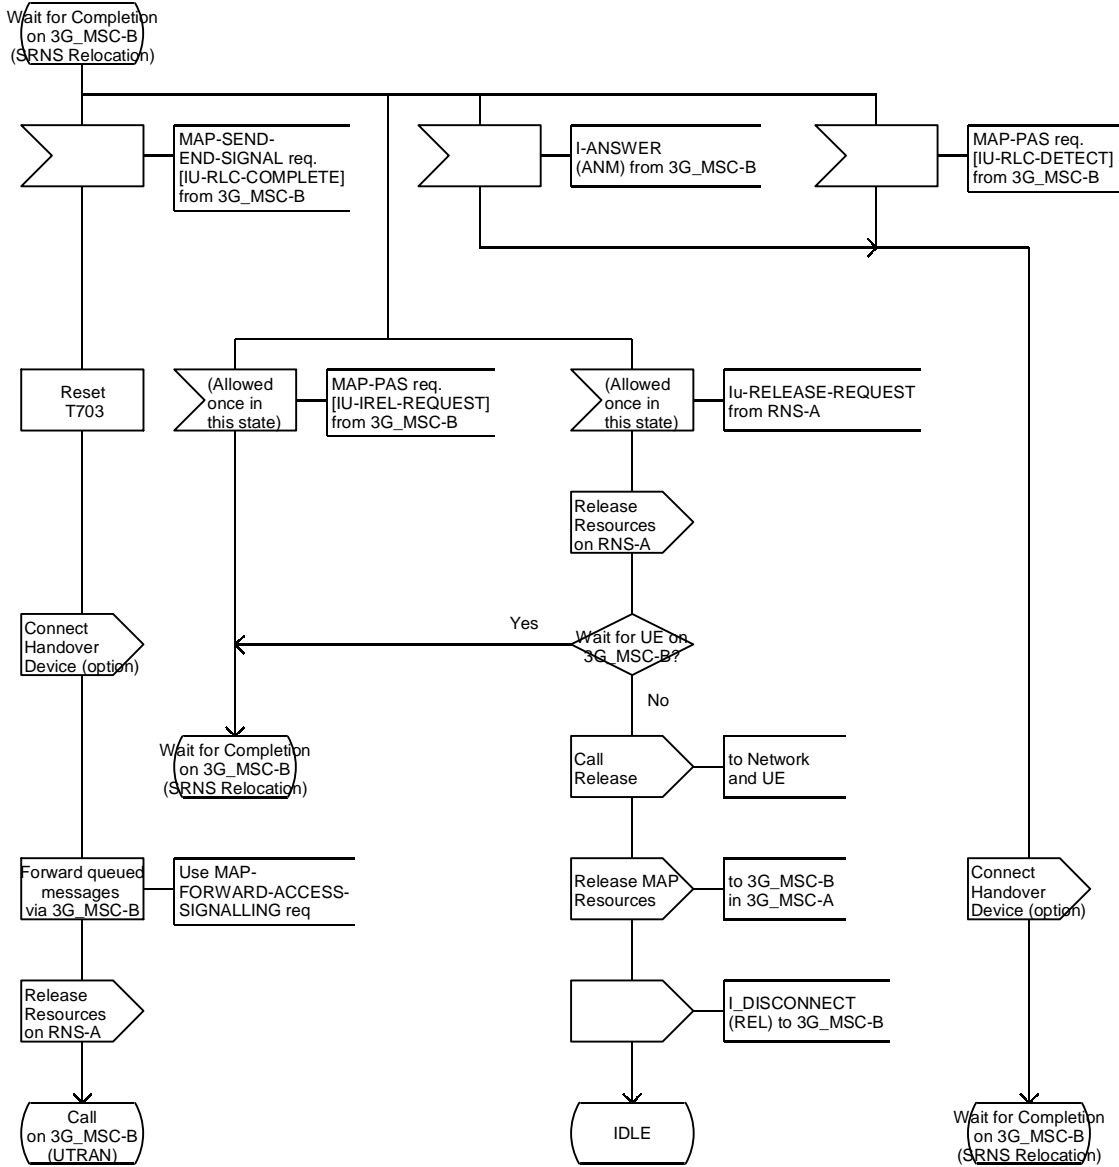 Wait for Completion
on 3G_MSC-B
(SRNS Relocation)
MAP-SEND-
END-SIGNAL req.
[IU-RLC-COMPLETE]
from 3G_MSC-B
I-ANSWER
(ANM) from 3G_MSC-B
MAP-PAS req.
[IU-RLC-DETECT]
from 3G_MSC-B
Reset
T703
(Allowed
once in
this state)
MAP-PAS req.
[IU-IREL-REQUEST]
from 3G_MSC-B
(Allowed
once in
this state)
Iu-RELEASE-REQUEST
from RNS-A
Release
Resources
on RNS-A
Connect
Handover
Device (option)
Yes
Wait for UE on
3G_MSC-B?
No
Wait for Completion
on 3G_MSC-B
(SRNS Relocation)
Call
Release
to Network
and UE
Forward queued
messages
via 3G_MSC-B
Use MAP-
FORWARD-ACCESS-
SIGNALLING req
Release MAP
Resources
to 3G_MSC-B
in 3G_MSC-A
Connect
Handover
Device (option)
Release
Resources
on RNS-A
I_DISCONNECT
(REL) to 3G_MSC-B
Call
on 3G_MSC-B
(UTRAN)
IDLE
Wait for Completion
on 3G_MSC-B
(SRNS Relocation)